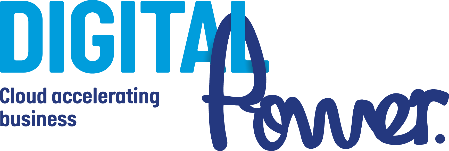 DIGITAL
Power.
Cloud accelerating
business